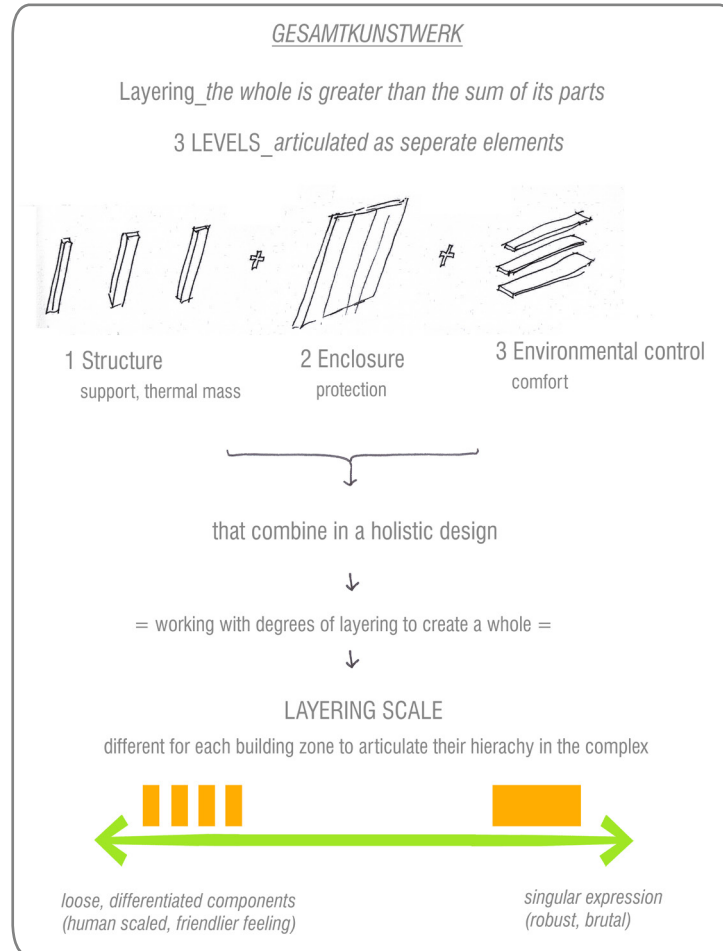 GESAMTKUNSTWERK
Layering_the whole is greater than the sum of its parts
3 LEVELS_articulated as seperate elements
+ +
1 Structure
support, thermal mass
2 Enclosure
protection
3 Environmental control
comfort
that combine in a holistic design
= working with degrees of layering to create a whole =
LAYERING SCALE
different for each building zone to articulate their hierachy in the complex
loose, differentiated components
(human scaled, friendlier feeling)
singular expression
(robust, brutal)